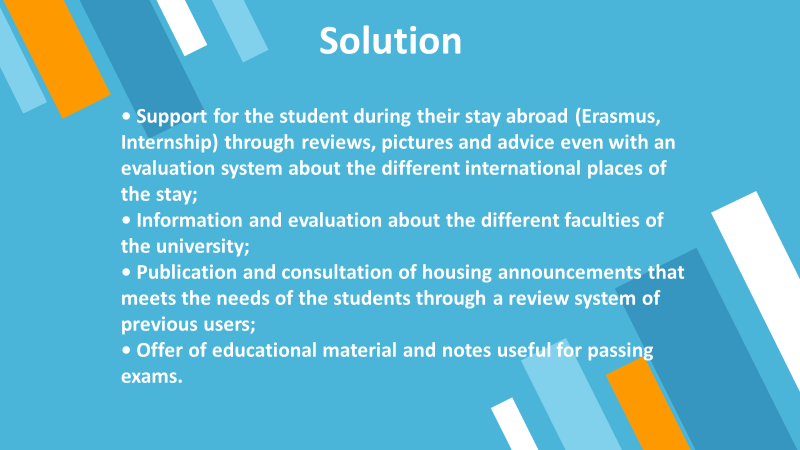 Solution
• Support for the student during their stay abroad (Erasmus,
Internship) through reviews, pictures and advice even with an
evaluation system about the different international places of
the stay;
• Information and evaluation about the different faculties of
the university;
• Publication and consultation of housing announcements that
meets the needs of the students through a review system of
previous users;
• Offer of educational material and notes useful for passing
exams.